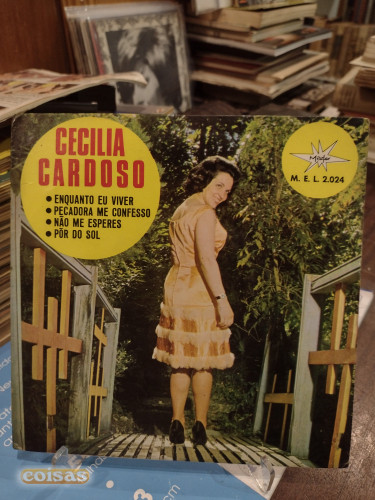 CECILIA
CARDOSO
• ENQUANTO EU VIVER
• PECADORA ME CONFESSO
• NÃO ME ESPERES
• PÔR DO SOL
M. E. L. 2.024
coisas